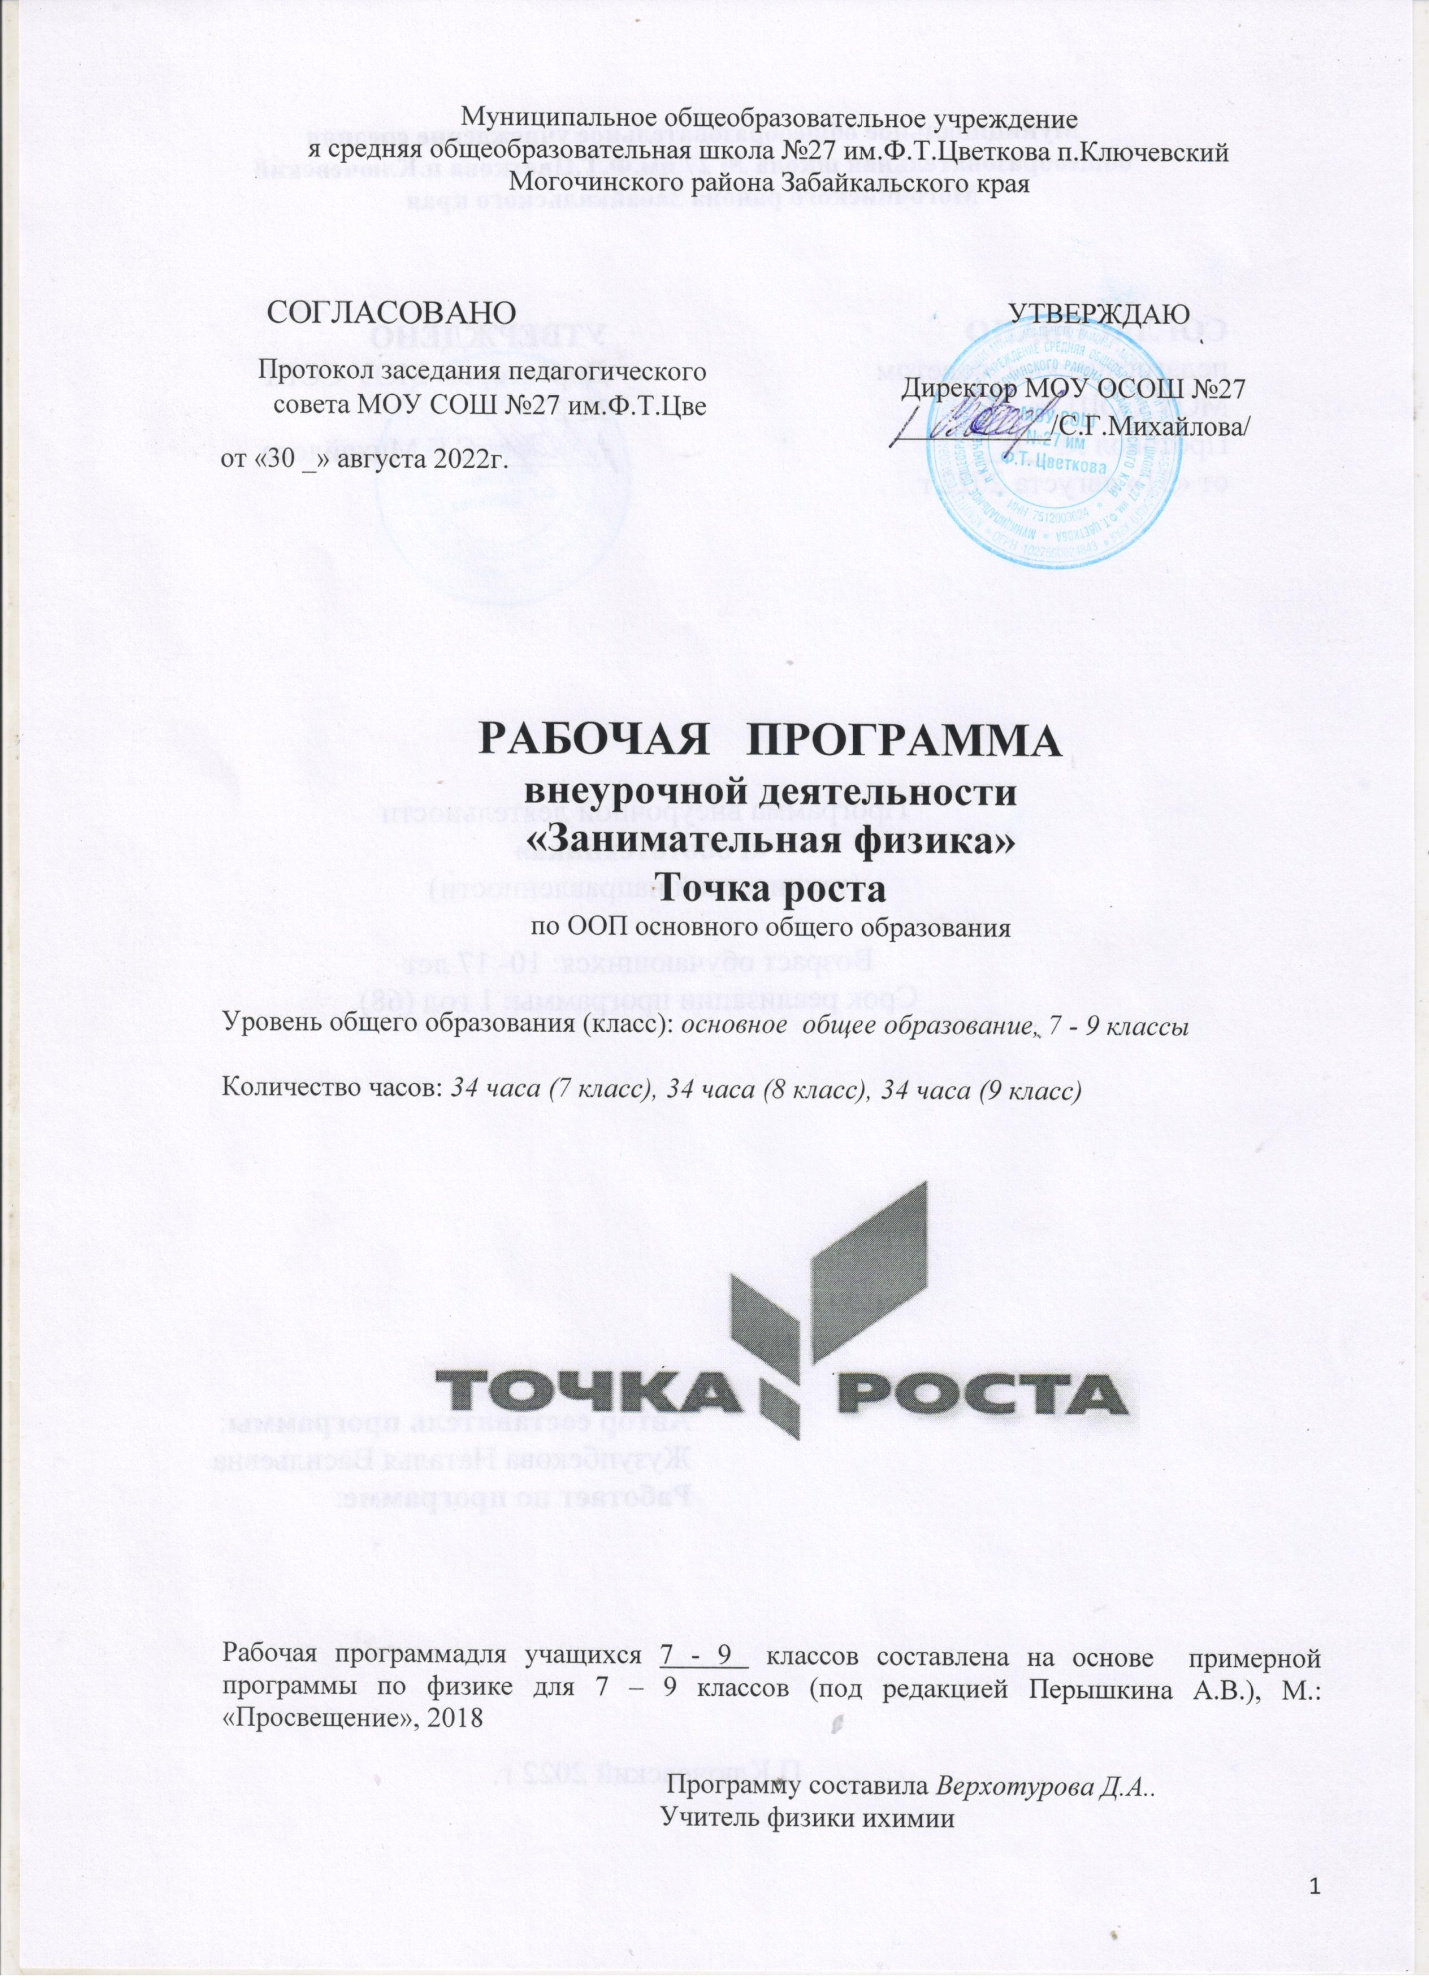 Муниципальное общеобразовательное учреждение
я средняя общеобразовательная школа №27 им.Ф.Т.Цветкова п.Ключевский
Могочинского района Забайкальского края
СОГЛАСОВАНО
Протокол заседания педагогического
совета МОУ СОШ №27 им.Ф.Т.Цве
от «30 _» августа 2022г.
УТВЕРЖДАЮ
Директор МОУ ОСОШ №27
/С.Г.Михайлова/
МОУ СОШ
№27 им
Ф.Т. Цветкова
РАБОЧАЯ ПРОГРАММА
внеурочной деятельности
«Занимательная физика»
Точка роста
по ООП основного общего образования
Уровень общего образования (класс): основное общее образование, 7 - 9 классы
Количество часов: 34 часа (7 класс), 34 часа (8 класс), 34 часа (9 класс)
ТОЧКА РОСТА
Рабочая программадля учащихся 7 - 9 классов составлена на основе примерной
программы по физике для 7 – 9 классов (под редакцией Перышкина А.В.), М.:
«Просвещение», 2018
Программу составила Верхотурова Д.А..
Учитель физики ихимии
1